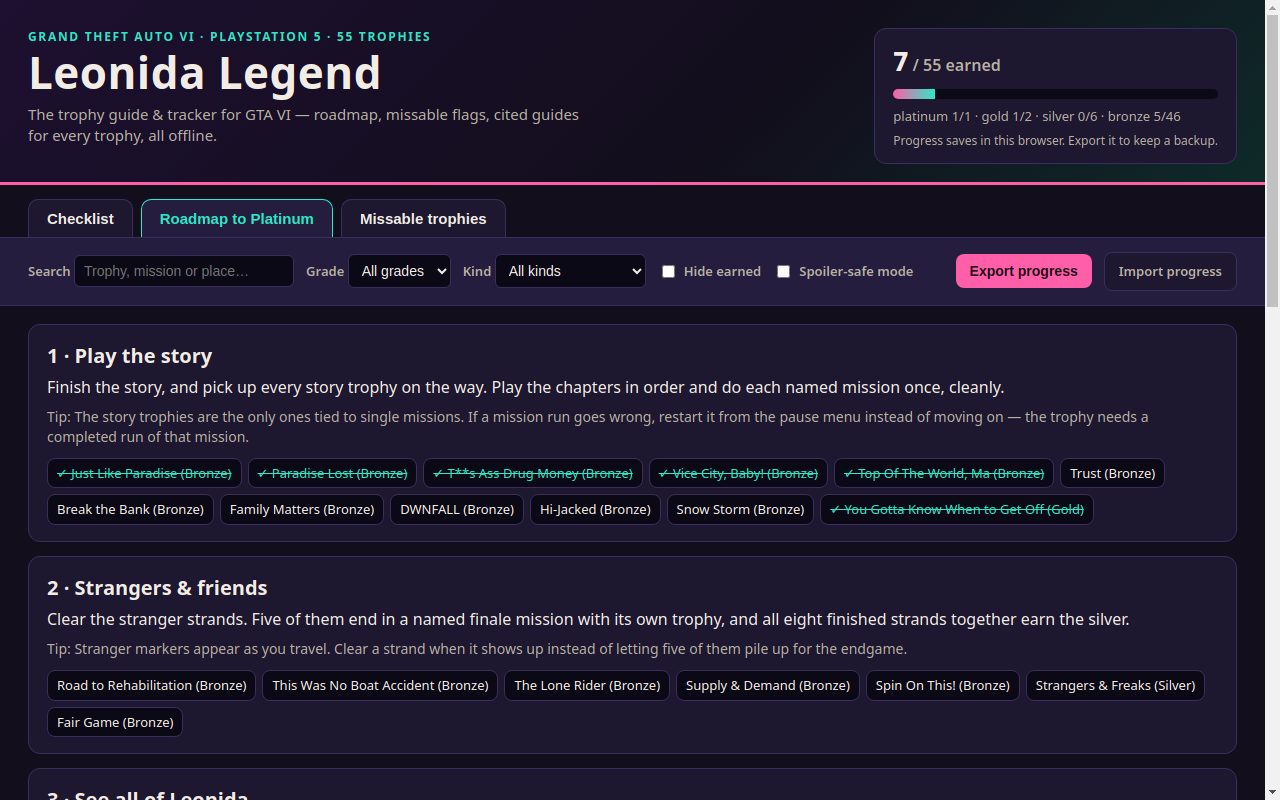 GRAND THEFT AUTO VI · PLAYSTATION 5 · 55 TROPHIES
Leonida Legend
The trophy guide & tracker for GTA VI — roadmap, missable flags, cited guides
for every trophy, all offline.
7 / 55 earned
platinum 1/1 · gold 1/2 · silver 0/6 · bronze 5/46
Progress saves in this browser. Export it to keep a backup.
Checklist Roadmap to Platinum Missable trophies
Search Trophy, mission or place… Grade All grades Kind All kinds Hide earned Spoiler-safe mode Export progress Import progress
1 · Play the story
Finish the story, and pick up every story trophy on the way. Play the chapters in order and do each named mission once, cleanly.
Tip: The story trophies are the only ones tied to single missions. If a mission run goes wrong, restart it from the pause menu instead of moving on — the trophy needs a
completed run of that mission.
✓ Just Like Paradise (Bronze) ✓ Paradise Lost (Bronze) ✓ T**s Ass Drug Money (Bronze) ✓ Vice City, Baby! (Bronze) ✓ Top Of The World, Ma (Bronze) Trust (Bronze)
Break the Bank (Bronze) Family Matters (Bronze) DWNFALL (Bronze) Hi-Jacked (Bronze) Snow Storm (Bronze) ✓ You Gotta Know When to Get Off (Gold)
2 · Strangers & friends
Clear the stranger strands. Five of them end in a named finale mission with its own trophy, and all eight finished strands together earn the silver.
Tip: Stranger markers appear as you travel. Clear a strand when it shows up instead of letting five of them pile up for the endgame.
Road to Rehabilitation (Bronze) This Was No Boat Accident (Bronze) The Lone Rider (Bronze) Supply & Demand (Bronze) Spin On This! (Bronze) Strangers & Freaks (Silver)
Fair Game (Bronze)
3 · See all of Leonida